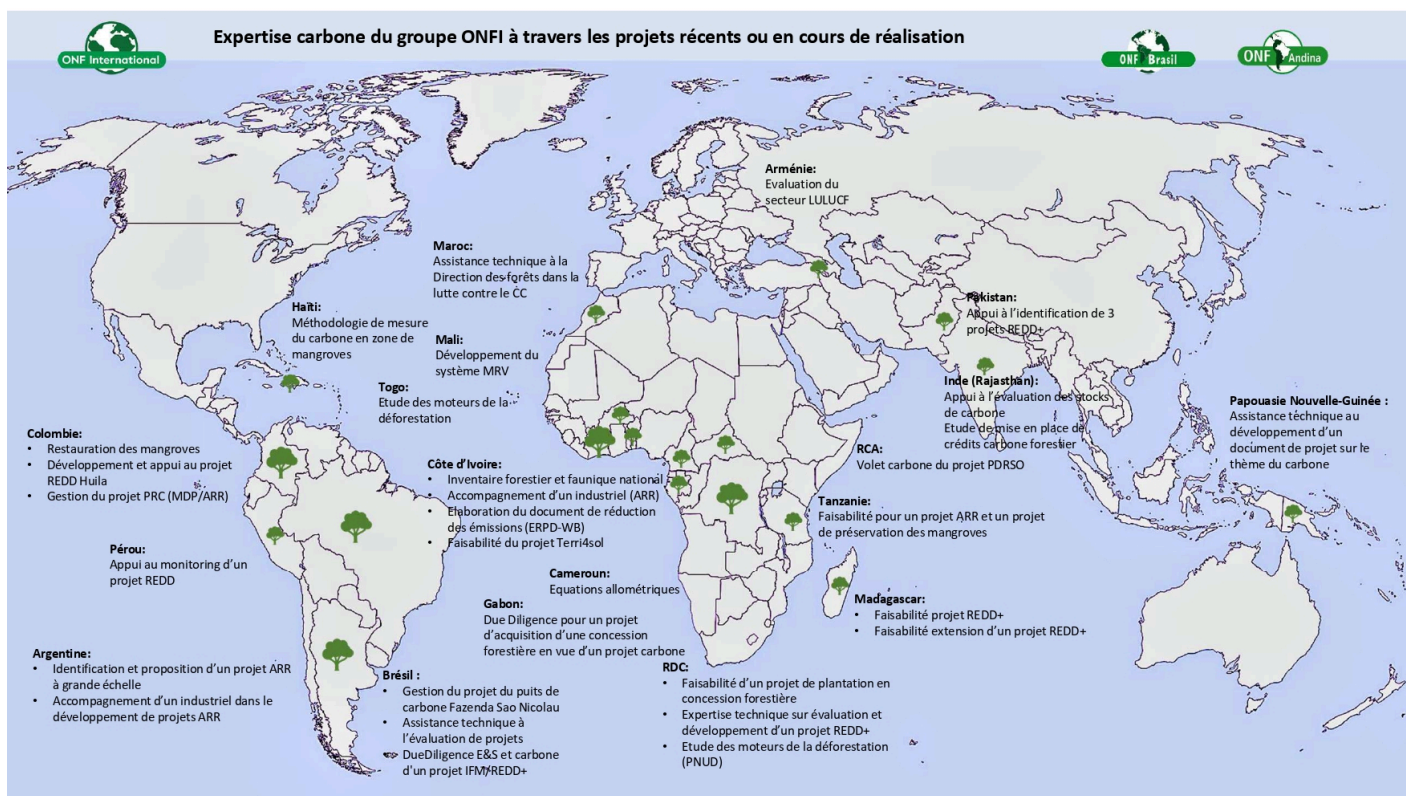 Expertise carbone du groupe ONFI à travers les projets récents ou en cours de réalisation
ONF International
ONF Brasil
ONF Andina
Arménie:
Evaluation du
secteur LULUCF
Maroc:
Assistance technique à la
Direction des forêts dans la
lutte contre le CC
Haïti:
Méthodologie de mesure
du carbone en zone de
mangroves
Mali:
Développement du
système MRV
Togo:
Etude des moteurs de la
déforestation
Pakistan:
Appui à l'identification de 3
projets REDD+
Inde (Rajasthan):
Appui à l'évaluation des stocks
de carbone
Etude de mise en place de
crédits carbone forestier
Papouasie Nouvelle-Guinée :
Assistance téchnique au
développement d'un
document de projet sur le
thème du carbone
Colombie:
• Restauration des mangroves
• Développement et appui au projet
REDD Huila
• Gestion du projet PRC (MDP/ARR)
Côte d'Ivoire:
• Inventaire forestier et faunique national
• Accompagnement d'un industriel (ARR)
• Elaboration du document de réduction
des émissions (ERPD-WB)
• Faisabilité du projet Terri4sol
RCA:
Volet carbone du projet PDRSO
Tanzanie:
Faisabilité pour un projet ARR et un projet
de préservation des mangroves
Pérou:
Appui au monitoring d'un
projet REDD
Cameroun:
Equations allométriques
Gabon:
Due Diligence pour un projet
d'acquisition d'une concession
forestière en vue d'un projet carbone
Madagascar:
• Faisabilité projet REDD+
• Faisabilité extension d'un projet REDD+
Argentine:
• Identification et proposition d'un projet ARR
à grande échelle
• Accompagnement d'un industriel dans le
développement de projets ARR
Brésil :
• Gestion du projet du puits de
carbone Fazenda Sao Nicolau
• Assistance technique à
l'évaluation de projets
• DueDiligence E&S et carbone
d'un projet IFM/REDD+
RDC:
• Faisabilité d'un projet de plantation en
concession forestière
• Expertise technique sur évaluation et
développement d'un projet REDD+
• Etude des moteurs de la déforestation
(PNUD)